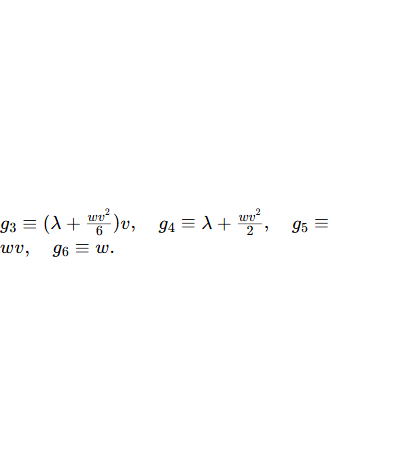 g₃ ≡ (λ + wv²/6)v,  g₄ ≡ λ + wv²/2,  g₅ ≡
wv,  g₆ ≡ w.